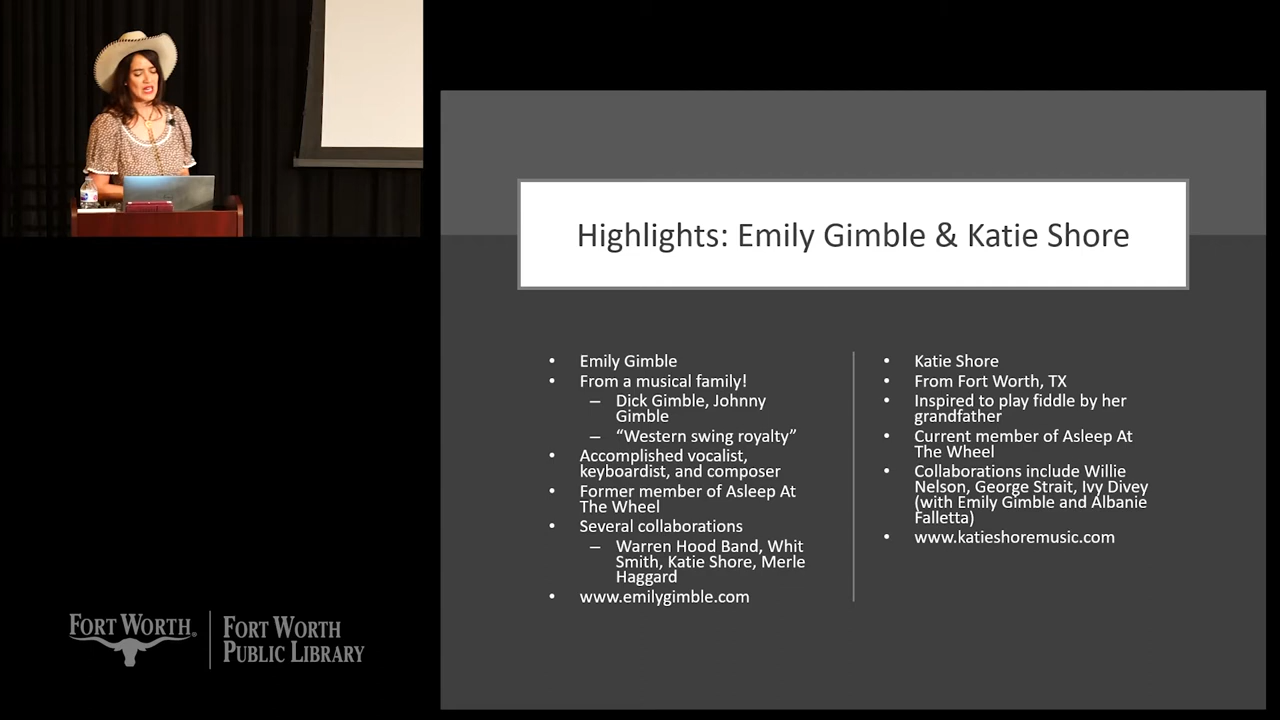 Highlights: Emily Gimble & Katie Shore
• Emily Gimble
• From a musical family!
– Dick Gimble, Johnny
Gimble
– “Western swing royalty”
• Accomplished vocalist,
keyboardist, and composer
• Former member of Asleep At
The Wheel
• Several collaborations
– Warren Hood Band, Whit
Smith, Katie Shore, Merle
Haggard
• www.emilygimble.com
• Katie Shore
• From Fort Worth, TX
• Inspired to play fiddle by her
grandfather
• Current member of Asleep At
The Wheel
• Collaborations include Willie
Nelson, George Strait, Ivy Divey
(with Emily Gimble and Albanie
Falletta)
• www.katieshoremusic.com
FORT WORTH®
FORT WORTH
PUBLIC LIBRARY